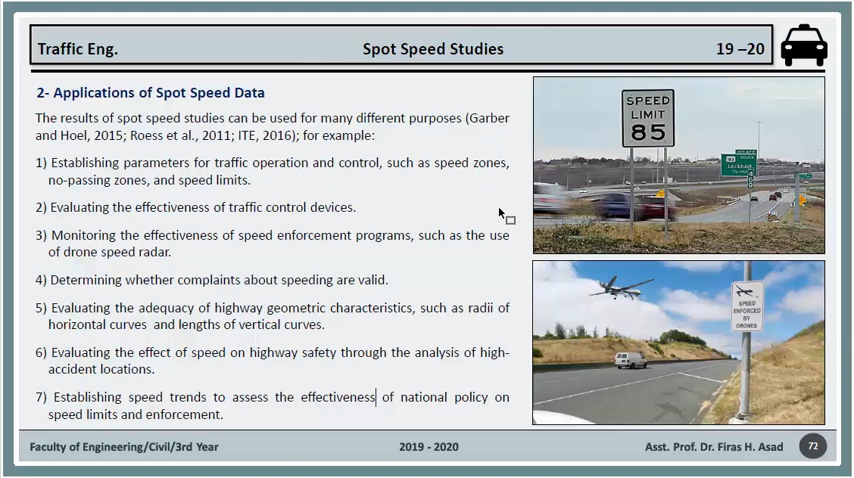 Traffic Eng.
Spot Speed Studies
19 –20
2- Applications of Spot Speed Data
The results of spot speed studies can be used for many different purposes (Garber
and Hoel, 2015; Roess et al., 2011; ITE, 2016); for example:
1) Establishing parameters for traffic operation and control, such as speed zones,
no-passing zones, and speed limits.
2) Evaluating the effectiveness of traffic control devices.
3) Monitoring the effectiveness of speed enforcement programs, such as the use
of drone speed radar.
4) Determining whether complaints about speeding are valid.
5) Evaluating the adequacy of highway geometric characteristics, such as radii of
horizontal curves and lengths of vertical curves.
6) Evaluating the effect of speed on highway safety through the analysis of high-
accident locations.
7) Establishing speed trends to assess the effectiveness of national policy on
speed limits and enforcement.
SPEED
LIMIT
85
Lockhart
SPEED
ENFORCED
BY
DRONES
Faculty of Engineering/Civil/3rd Year
2019 - 2020
Asst. Prof. Dr. Firas H. Asad
72